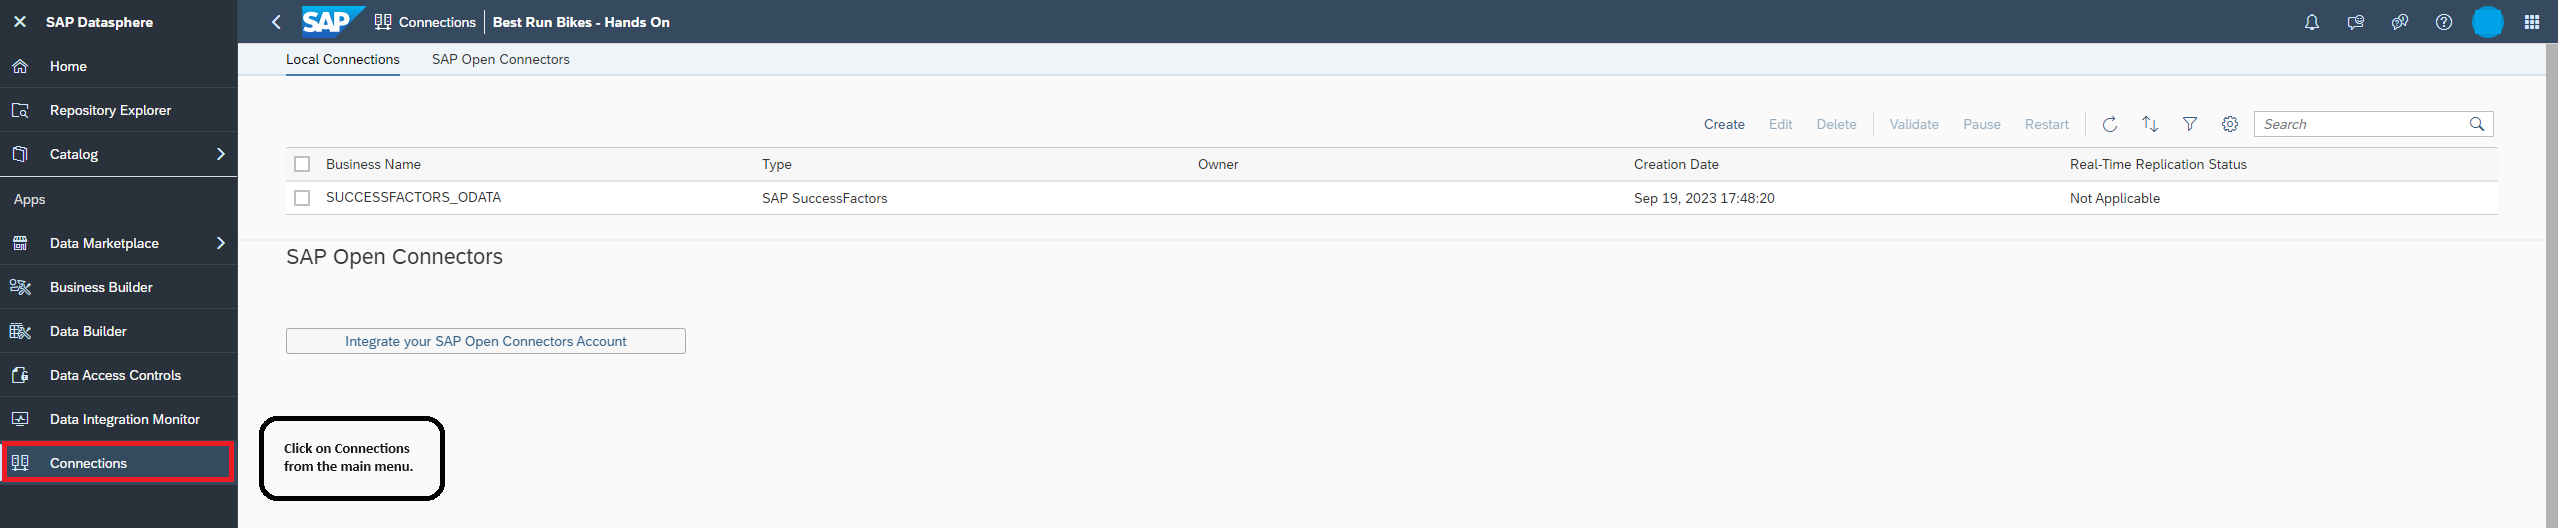 SAP Datasphere
Home
Repository Explorer
Catalog
Apps
Data Marketplace
Business Builder
Data Builder
Data Access Controls
Data Integration Monitor
Connections
SAP Connections Best Run Bikes - Hands On
Local Connections SAP Open Connectors
Create Edit Delete Validate Pause Restart Search
Business Name Type Owner Creation Date Real-Time Replication Status
SUCCESSFACTORS_ODATA SAP SuccessFactors Sep 19, 2023 17:48:20 Not Applicable
SAP Open Connectors
Integrate your SAP Open Connectors Account
Click on Connections
from the main menu.